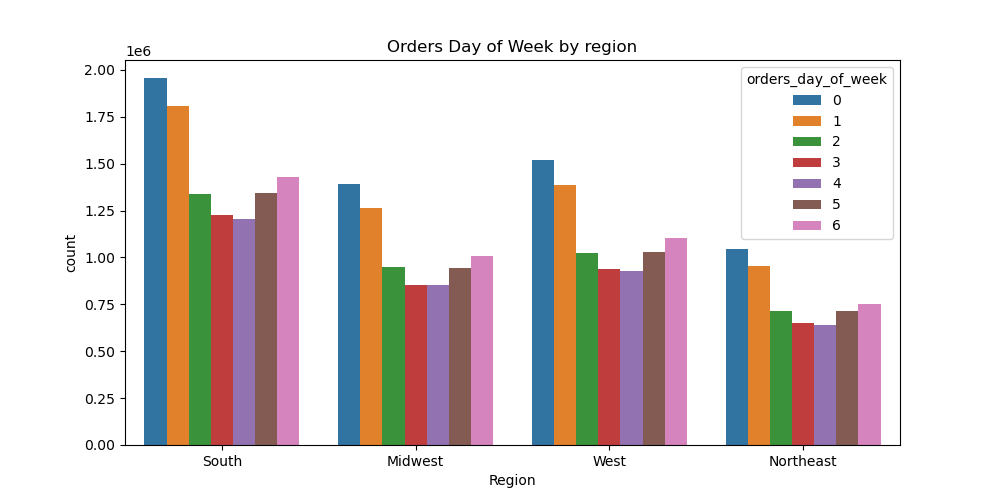 Orders Day of Week by region
1e6
2.00
1.75
1.50
1.25
1.00
0.75
0.50
0.25
0.00
count
orders_day_of_week
0
1
2
3
4
5
6
South Midwest West Northeast
Region